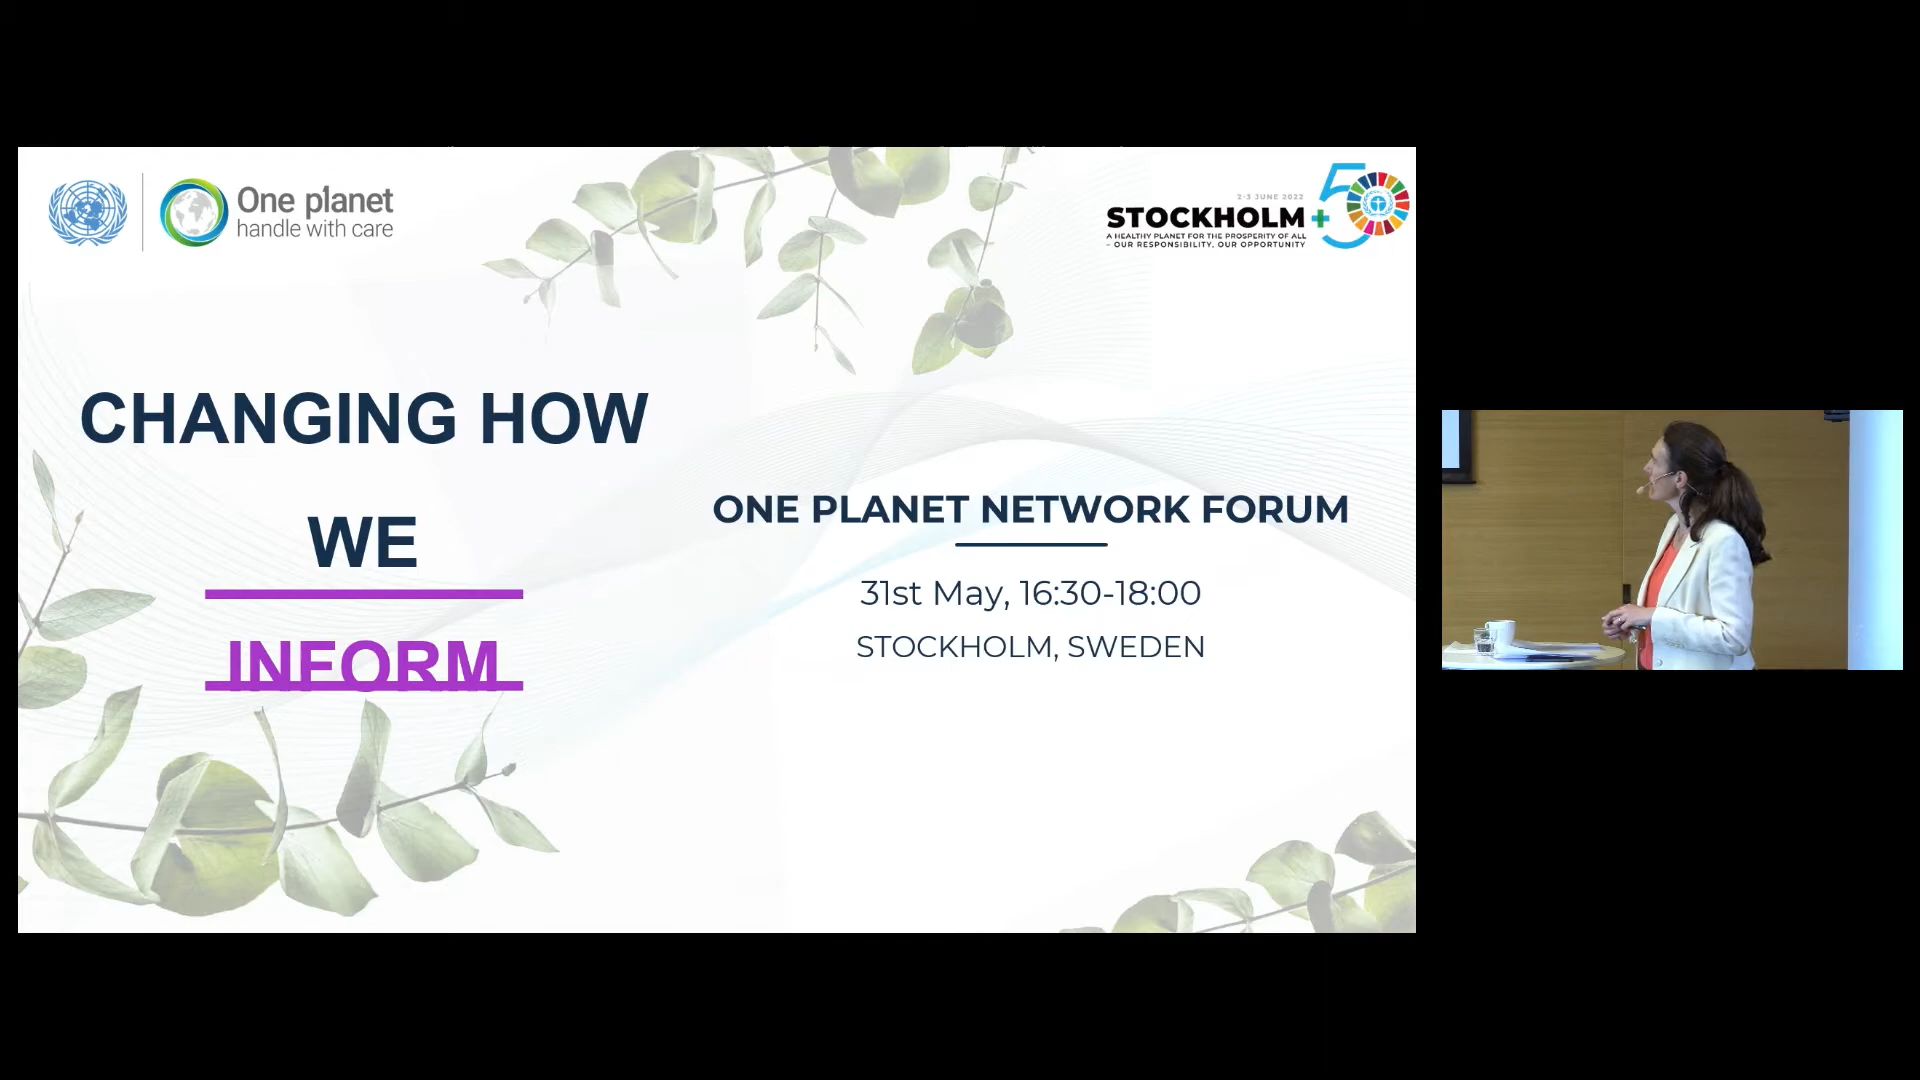 One planet
handle with care
2-3 JUNE 2022
STOCKHOLM+50
A HEALTHY PLANET FOR THE PROSPERITY OF ALL
- OUR RESPONSIBILITY, OUR OPPORTUNITY
CHANGING HOW
WE
INFORM
ONE PLANET NETWORK FORUM
31st May, 16:30-18:00
STOCKHOLM, SWEDEN